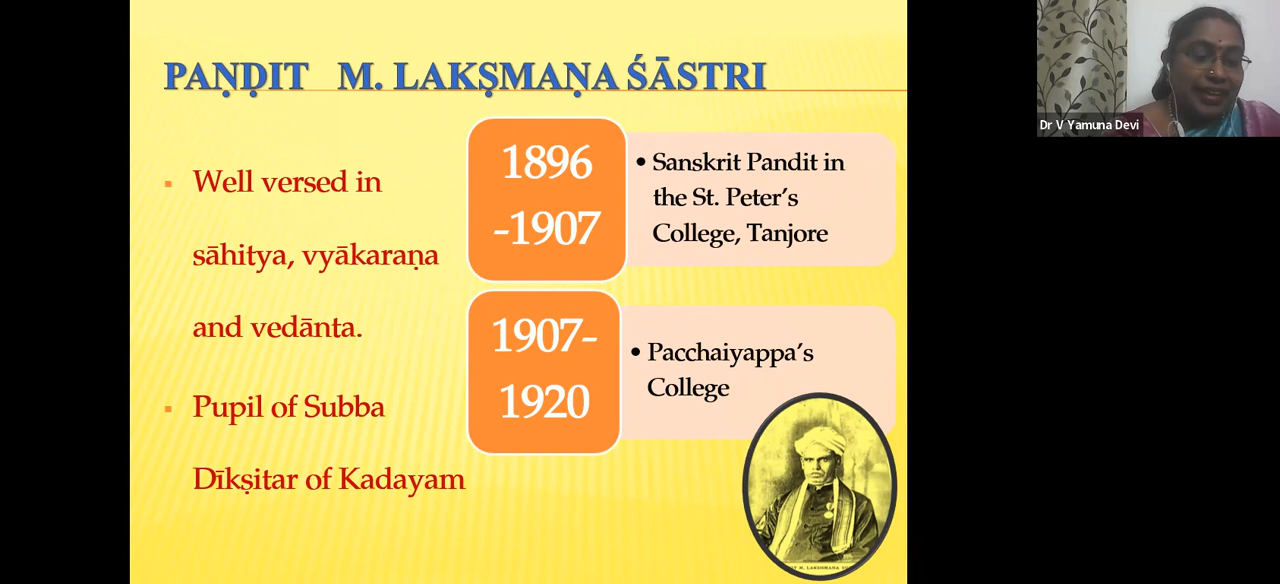 PAṆḌIT M. LAKṢMAṆA ŚĀSTRI
▪ Well versed in
sāhitya, vyākaraṇa
and vedānta.
▪ Pupil of Subba
Dīkṣitar of Kadayam
1896
-1907
• Sanskrit Pandit in
the St. Peter’s
College, Tanjore
1907-
1920
• Pacchaiyappa’s
College
M. LAKSHMANA
Dr V Yamuna Devi